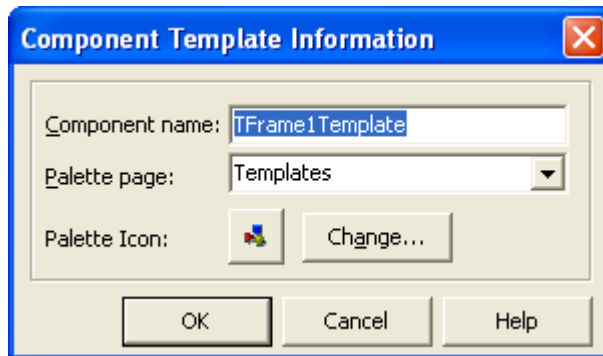 Component Template Information
Component name: TFrame1Template
Palette page: Templates
Palette Icon: Change...
OK Cancel Help